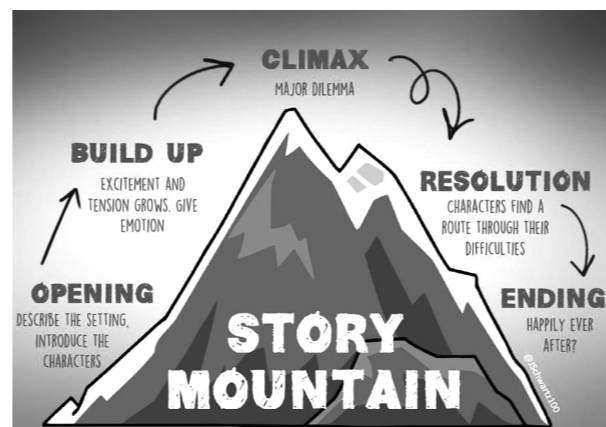 CLIMAX
MAJOR DILEMMA
BUILD UP
EXCITEMENT AND
TENSION GROWS. GIVE
EMOTION
OPENING
DESCRIBE THE SETTING,
INTRODUCE THE
CHARACTERS
RESOLUTION
CHARACTERS FIND A
ROUTE THROUGH THEIR
DIFFICULTIES
ENDING
HAPPILY EVER
AFTER?
STORY
MOUNTAIN
@JSchwartz100